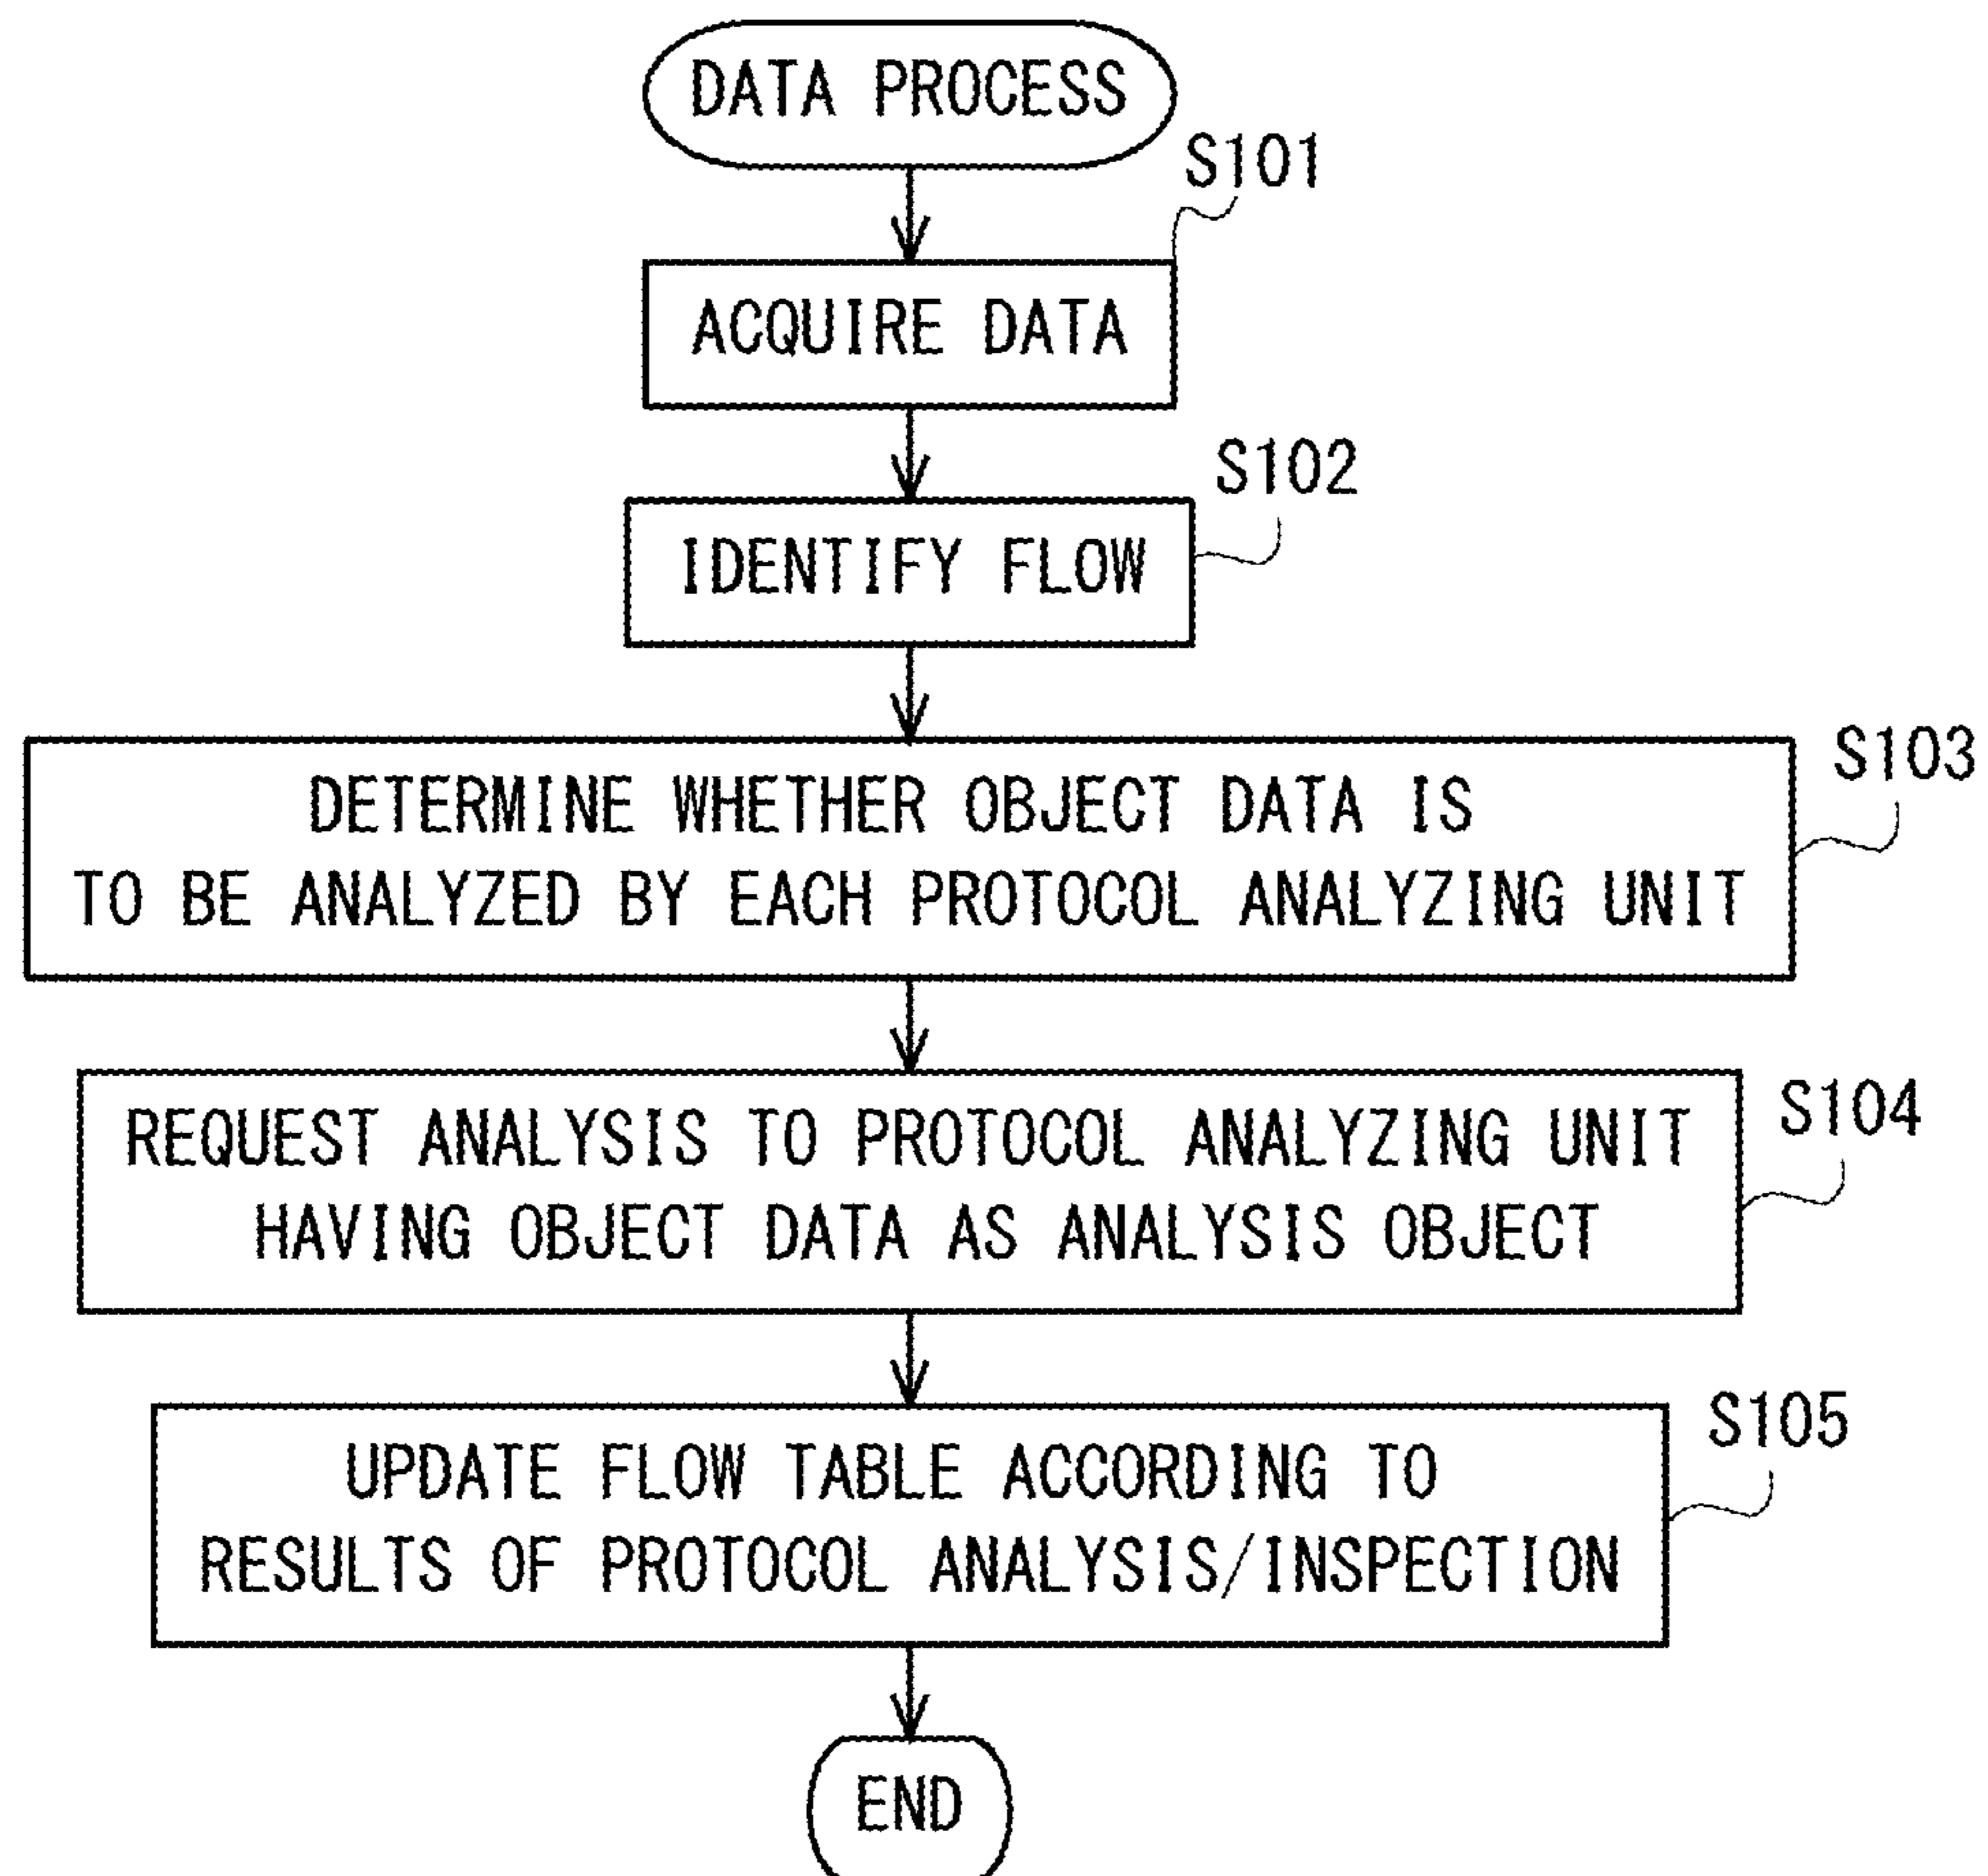 DATA PROCESS
S101
ACQUIRE DATA
S102
IDENTIFY FLOW
S103
DETERMINE WHETHER OBJECT DATA IS
TO BE ANALYZED BY EACH PROTOCOL ANALYZING UNIT
S104
REQUEST ANALYSIS TO PROTOCOL ANALYZING UNIT
HAVING OBJECT DATA AS ANALYSIS OBJECT
S105
UPDATE FLOW TABLE ACCORDING TO
RESULTS OF PROTOCOL ANALYSIS/INSPECTION
END